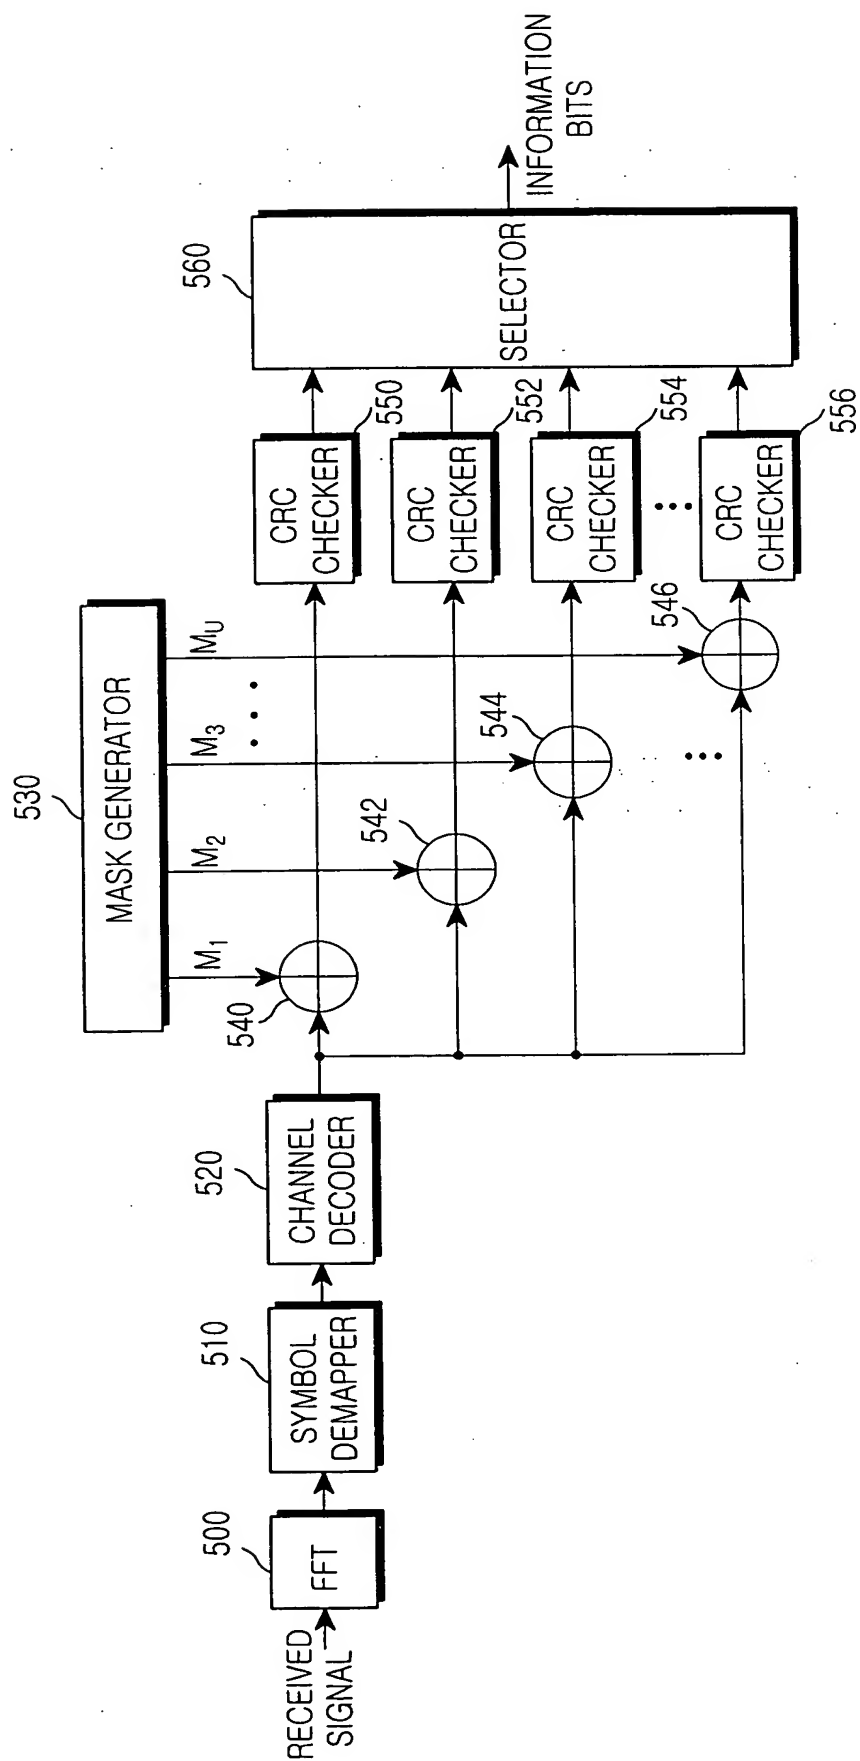 530
MASK GENERATOR
M1
M2
M3
MU
RECEIVED
SIGNAL
500
FFT
510
SYMBOL
DEMAPPER
520
CHANNEL
DECODER
540
542
544
546
CRC
CHECKER
550
CRC
CHECKER
552
CRC
CHECKER
554
CRC
CHECKER
556
560
SELECTOR
INFORMATION
BITS